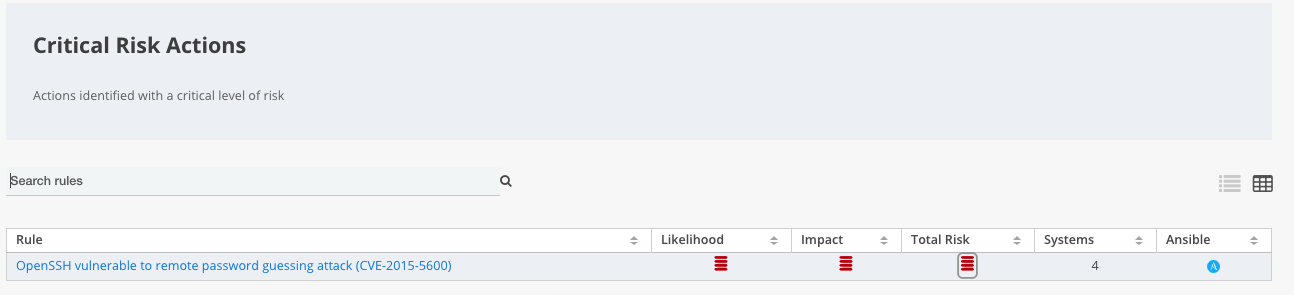 Critical Risk Actions
Actions identified with a critical level of risk
Search rules
Rule Likelihood Impact Total Risk Systems Ansible
OpenSSH vulnerable to remote password guessing attack (CVE-2015-5600) 4 A